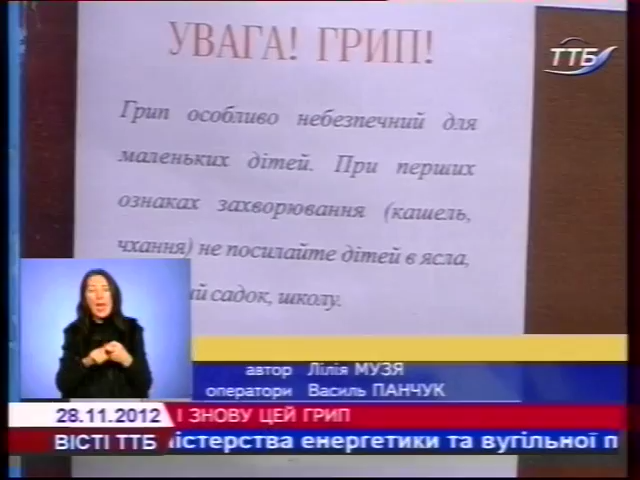 УВАГА! ГРИП!
ТТБ
Грип особливо небезпечний для
маленьких дітей. При перших
ознаках захворювання (кашель,
чхання) не посилайте дітей в ясла,
садок, школу.
автор Лілія МУЗЯ
оператори Василь ПАНЧУК
28.11.2012 І ЗНОВУ ЦЕЙ ГРИП
ВІСТІ ТТБ ністерства енергетики та вугільної п